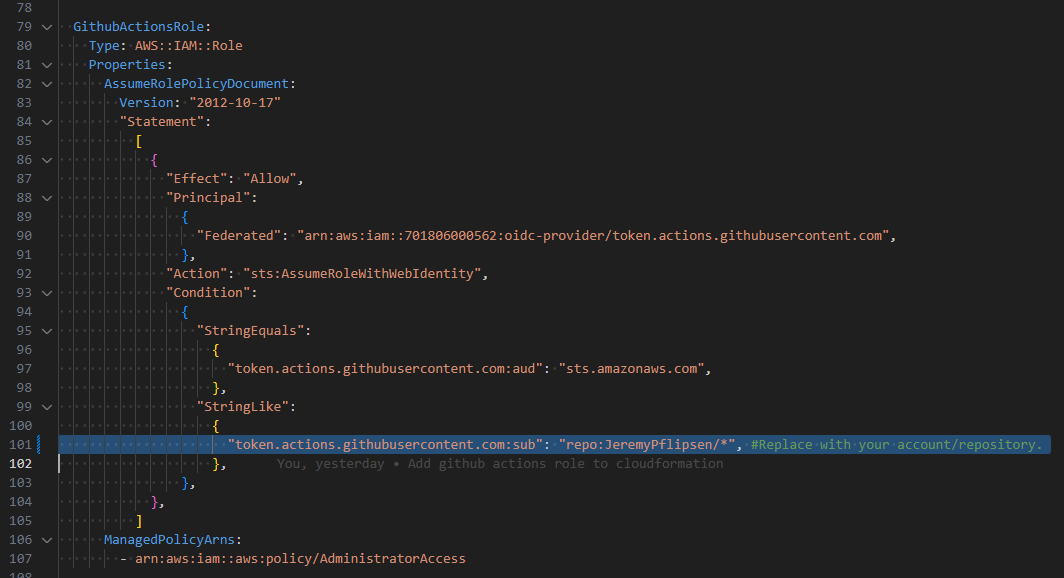 78
79 GithubActionsRole:
80 Type: AWS::IAM::Role
81 Properties:
82 AssumeRolePolicyDocument:
83 Version: "2012-10-17"
84 "Statement":
85 [
86 {
87 "Effect": "Allow",
88 "Principal":
89 {
90 "Federated": "arn:aws:iam::701806000562:oidc-provider/token.actions.githubusercontent.com",
91 },
92 "Action": "sts:AssumeRoleWithWebIdentity",
93 "Condition":
94 {
95 "StringEquals":
96 {
97 "token.actions.githubusercontent.com:aud": "sts.amazonaws.com",
98 },
99 "StringLike":
100 {
101 "token.actions.githubusercontent.com:sub": "repo:JeremyPflipsen/*", #Replace with your account/repository.
102 }, You, yesterday • Add github actions role to cloudformation
103 },
104 },
105 ]
106 ManagedPolicyArns:
107 - arn:aws:iam::aws:policy/AdministratorAccess
108